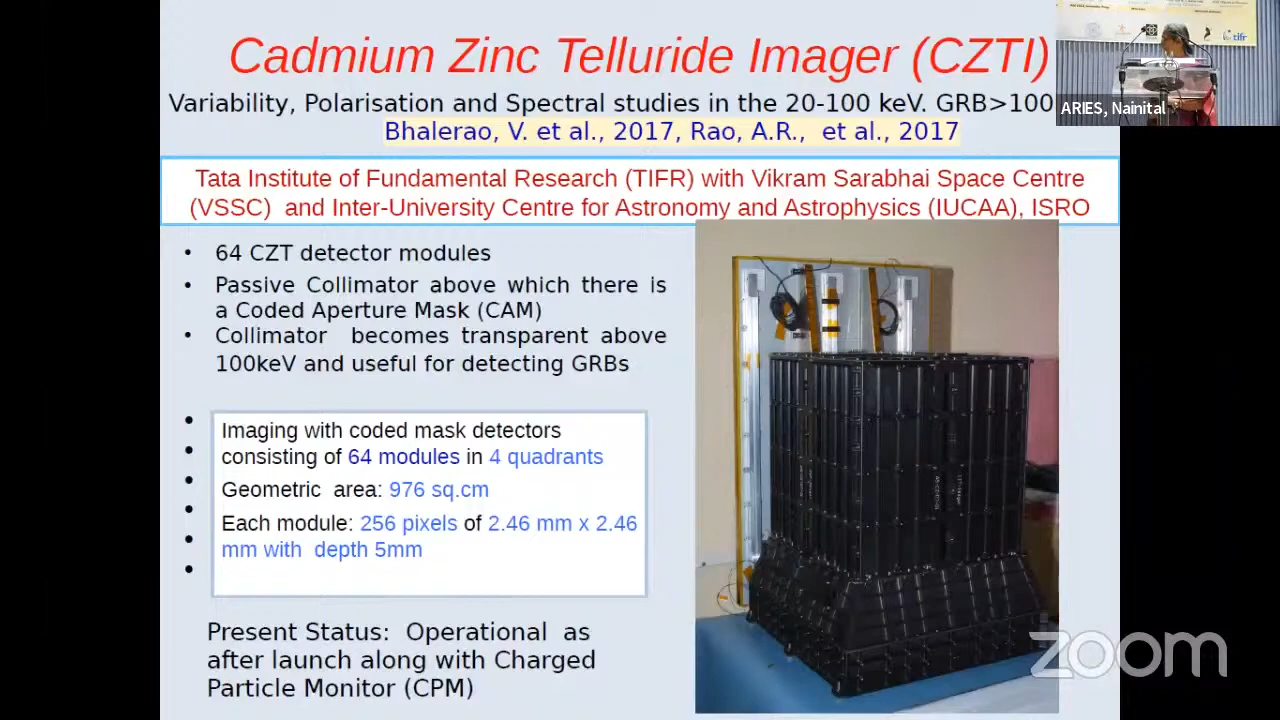 Cadmium Zinc Telluride Imager (CZTI)
Variability, Polarisation and Spectral studies in the 20-100 keV. GRB>100
Bhalerao, V. et al., 2017, Rao, A.R., et al., 2017
ARIES, Nainital
tifr
Tata Institute of Fundamental Research (TIFR) with Vikram Sarabhai Space Centre
(VSSC) and Inter-University Centre for Astronomy and Astrophysics (IUCAA), ISRO
• 64 CZT detector modules
• Passive Collimator above which there is
a Coded Aperture Mask (CAM)
• Collimator becomes transparent above
100keV and useful for detecting GRBs
Imaging with coded mask detectors
consisting of 64 modules in 4 quadrants
Geometric area: 976 sq.cm
Each module: 256 pixels of 2.46 mm x 2.46
mm with depth 5mm
Present Status: Operational as
after launch along with Charged
Particle Monitor (CPM)
zoom